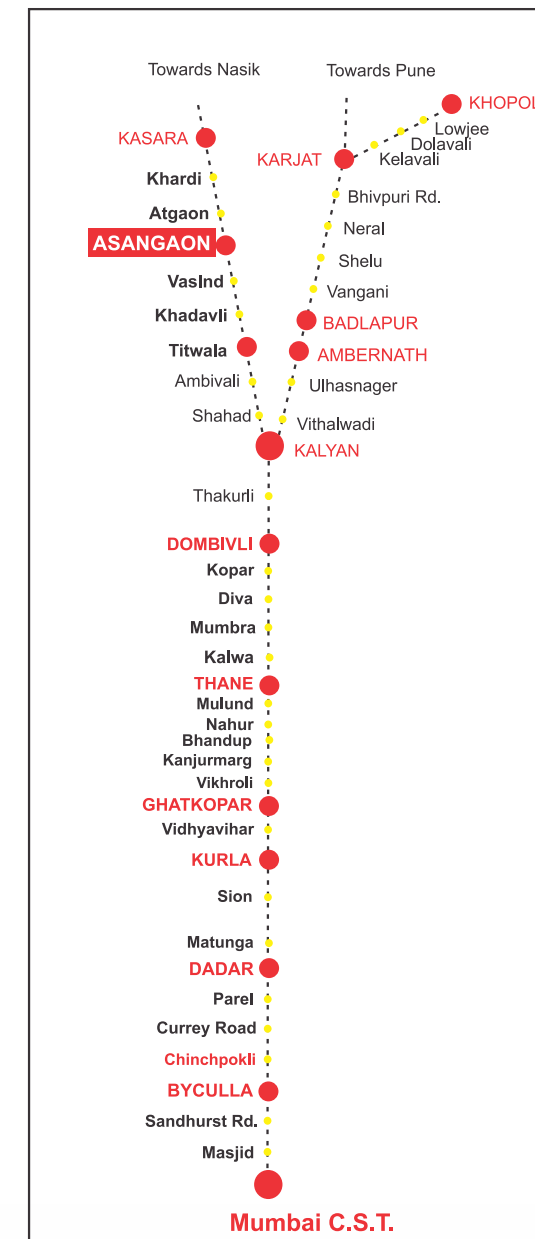 Towards Nasik
Towards Pune
KHOPOL
Lowjee
Dolavali
Kelavali
KASARA
KARJAT
Khardi
Bhivpuri Rd.
Atgaon
Neral
ASANGAON
Shelu
VasInd
Vangani
Khadavli
BADLAPUR
Titwala
AMBERNATH
Ambivali
Ulhasnager
Shahad
Vithalwadi
KALYAN
Thakurli
DOMBIVLI
Kopar
Diva
Mumbra
Kalwa
THANE
Mulund
Nahur
Bhandup
Kanjurmarg
Vikhroli
GHATKOPAR
Vidhyavihar
KURLA
Sion
Matunga
DADAR
Parel
Currey Road
Chinchpokli
BYCULLA
Sandhurst Rd.
Masjid
Mumbai C.S.T.